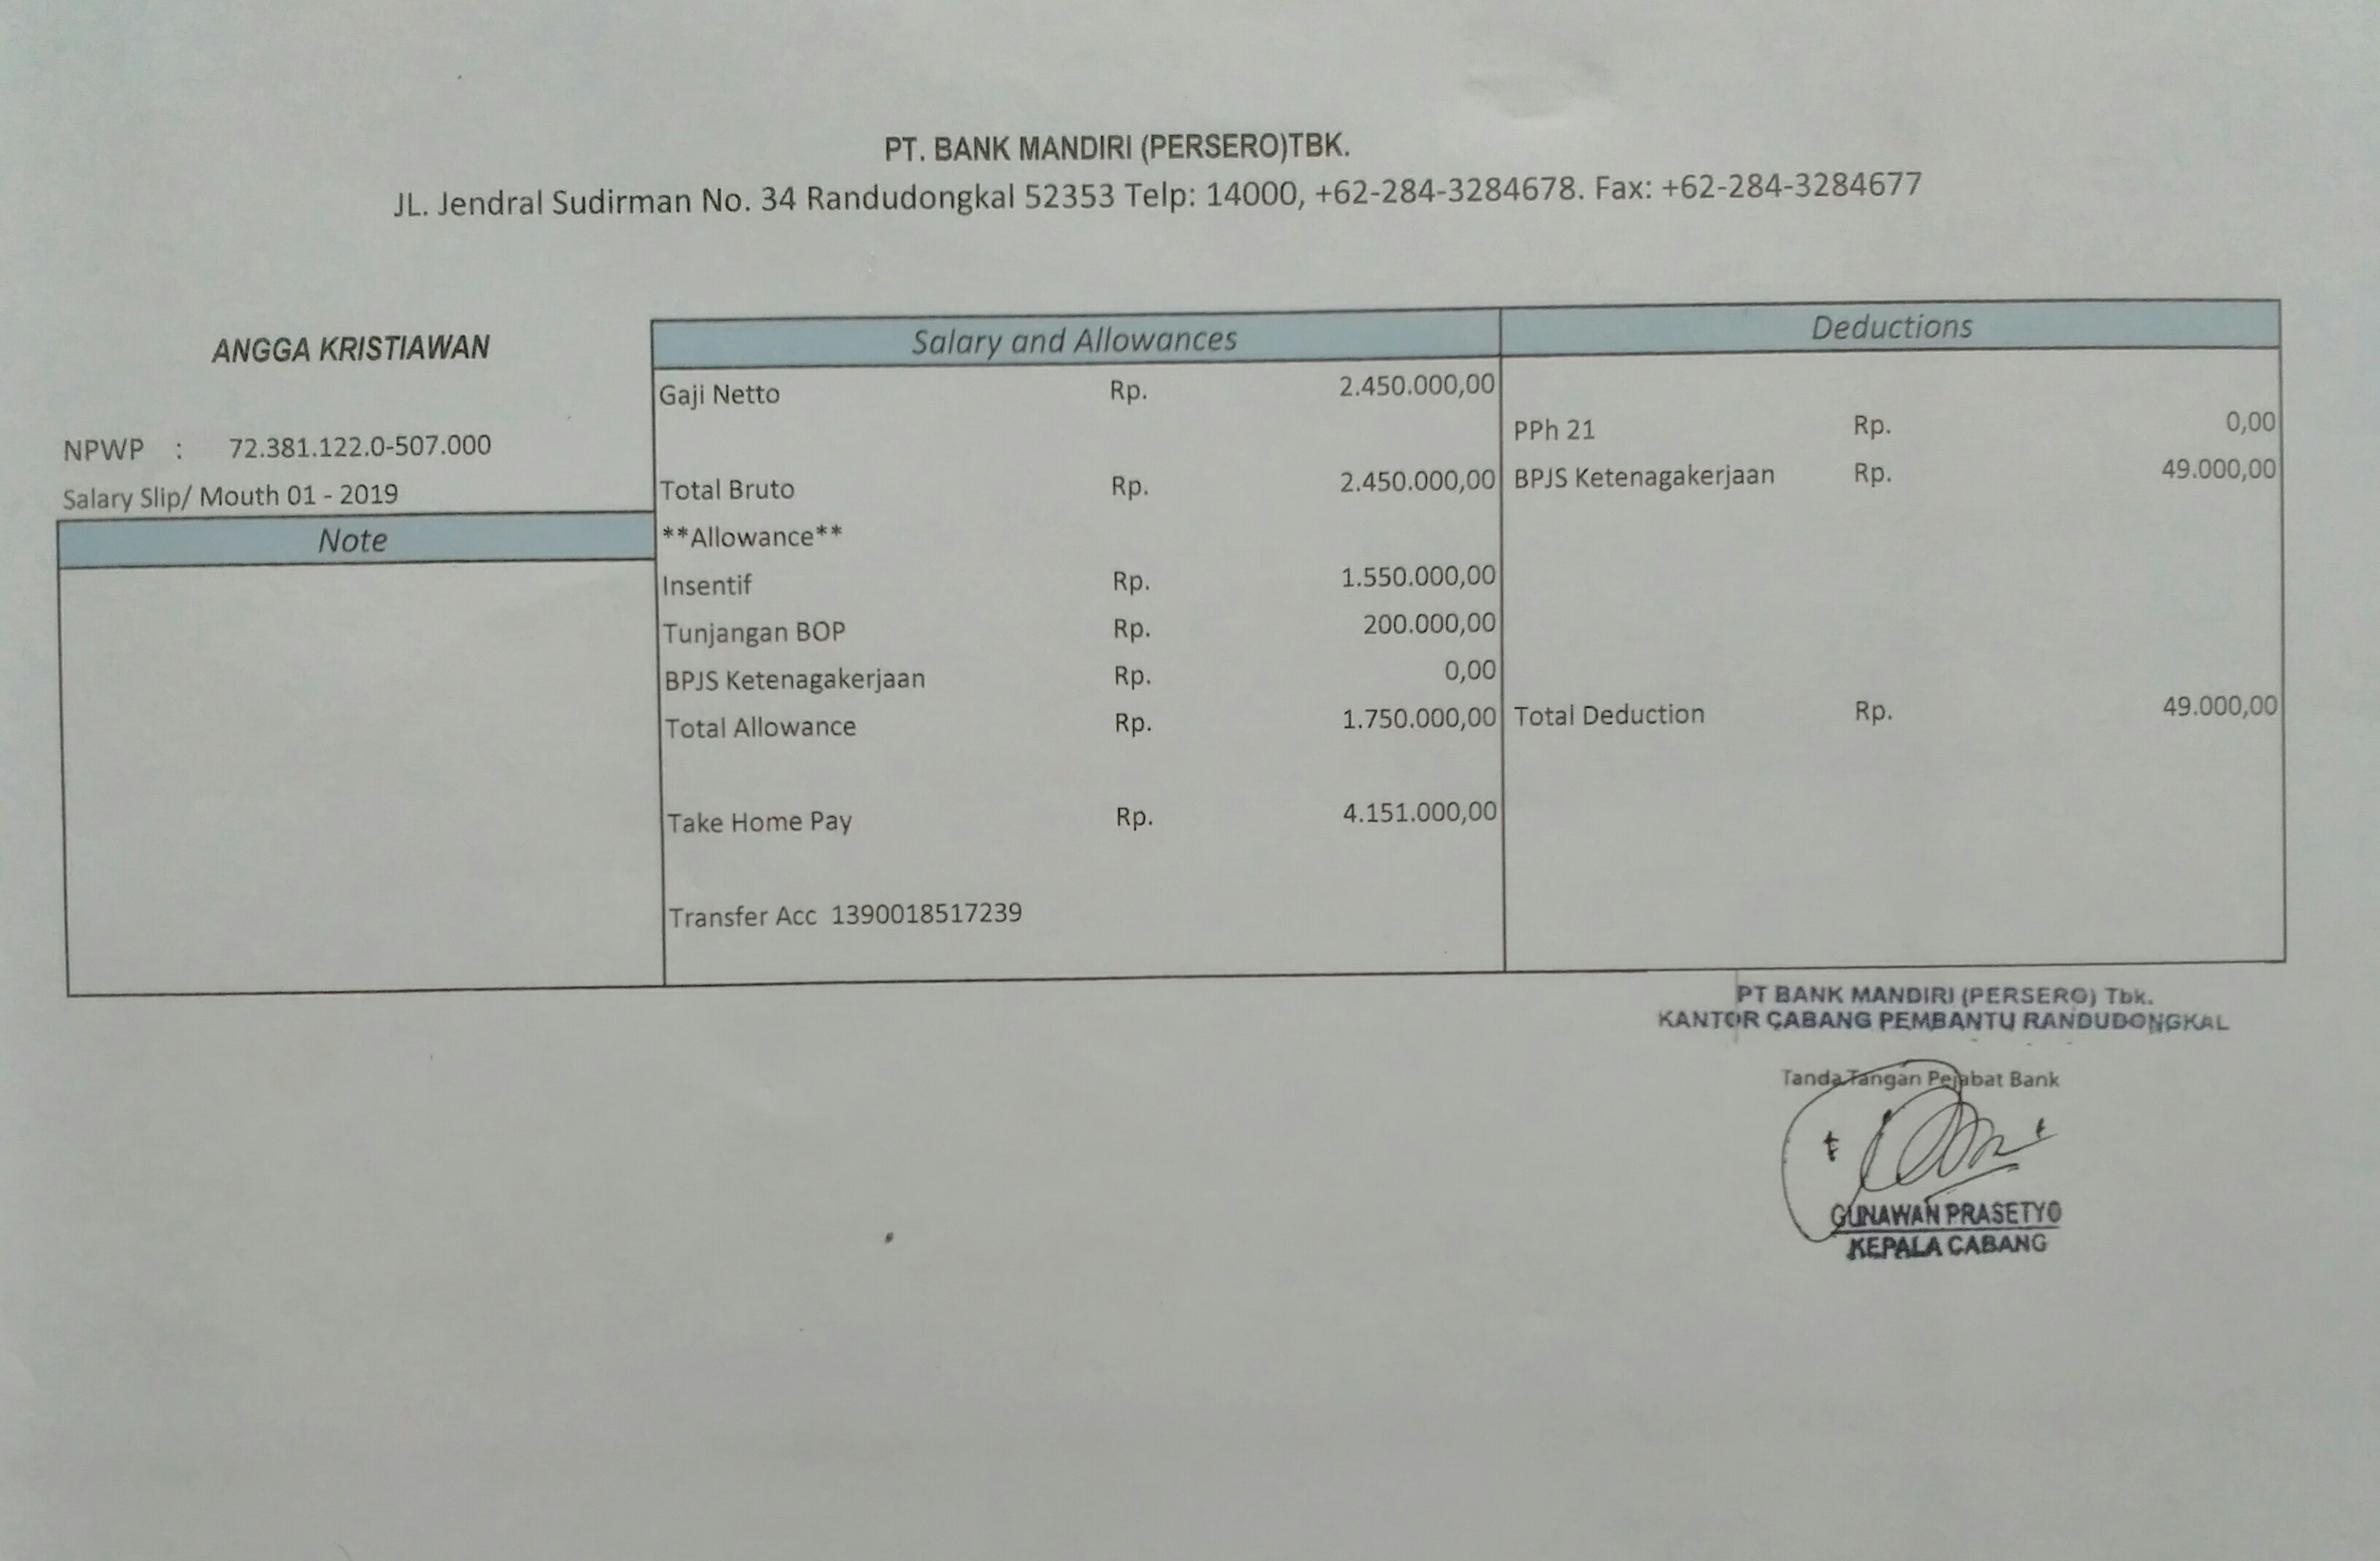 PT. BANK MANDIRI (PERSERO)TBK.
JL. Jendral Sudirman No. 34 Randudongkal 52353 Telp: 14000, +62-284-3284678. Fax: +62-284-3284677
ANGGA KRISTIAWAN
NPWP : 72.381.122.0-507.000
Salary Slip/ Mouth 01 - 2019
Note
Salary and Allowances
Gaji Netto Rp. 2.450.000,00
Total Bruto Rp. 2.450.000,00
**Allowance**
Insentif Rp. 1.550.000,00
Tunjangan BOP Rp. 200.000,00
BPJS Ketenagakerjaan Rp. 0,00
Total Allowance Rp. 1.750.000,00
Take Home Pay Rp. 4.151.000,00
Transfer Acc 1390018517239
Deductions
PPh 21 Rp. 0,00
BPJS Ketenagakerjaan Rp. 49.000,00
Total Deduction Rp. 49.000,00
PT BANK MANDIRI (PERSERO) Tbk.
KANTOR CABANG PEMBANTU RANDUDONGKAL
Tanda Tangan Pejabat Bank
GUNAWAN PRASETYO
KEPALA CABANG